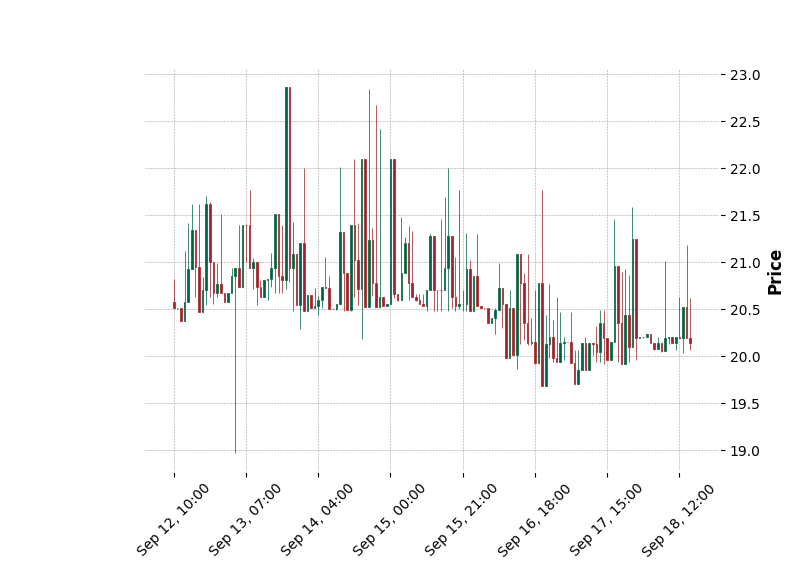 23.0
22.5
22.0
21.5
21.0
20.5
20.0
19.5
19.0
Price
Sep 12, 10:00
Sep 13, 07:00
Sep 14, 04:00
Sep 15, 00:00
Sep 15, 21:00
Sep 16, 18:00
Sep 17, 15:00
Sep 18, 12:00